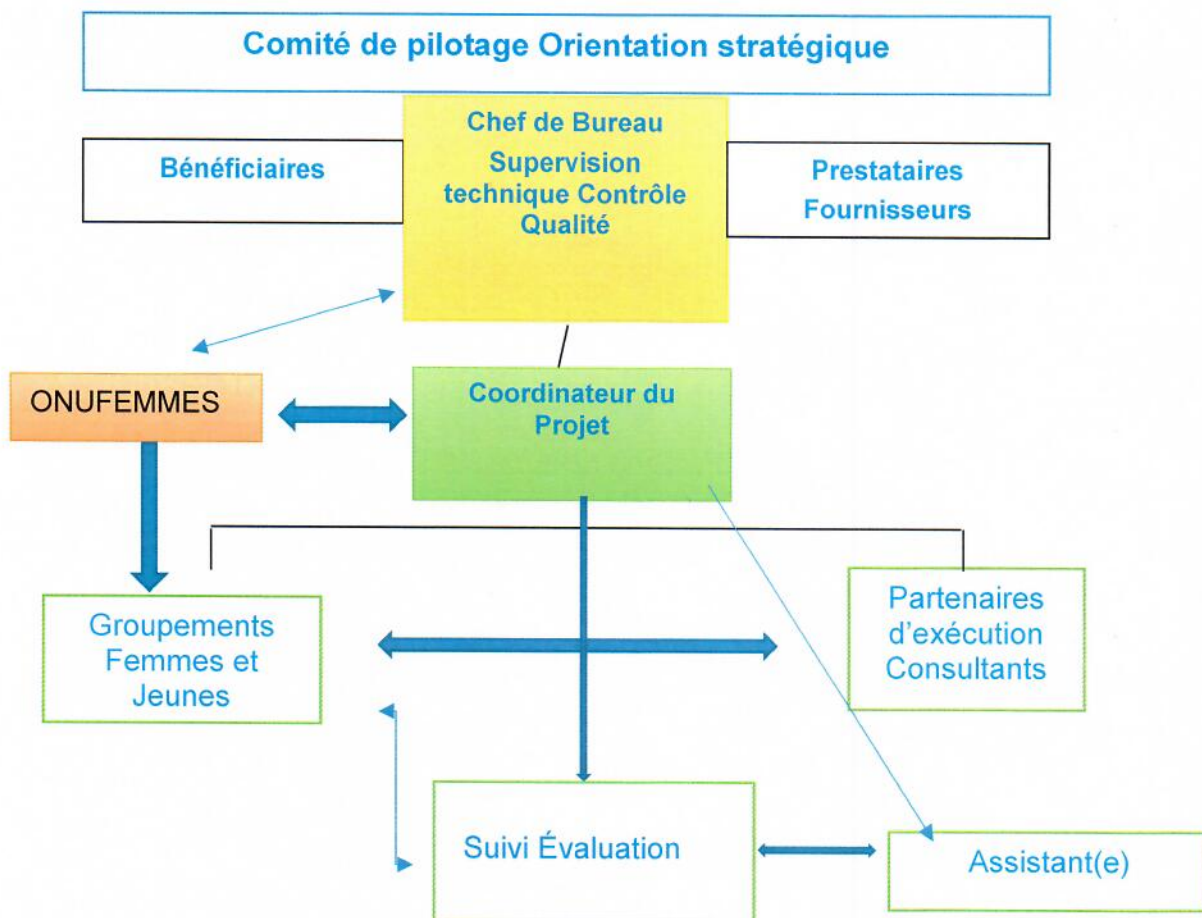 Comité de pilotage Orientation stratégique
Chef de Bureau
Supervision
technique Contrôle
Qualité
Bénéficiaires
Prestataires
Fournisseurs
ONUFEMMES
Coordinateur du
Projet
Groupements
Femmes et
Jeunes
Partenaires
d'exécution
Consultants
Suivi Évaluation
Assistant(e)